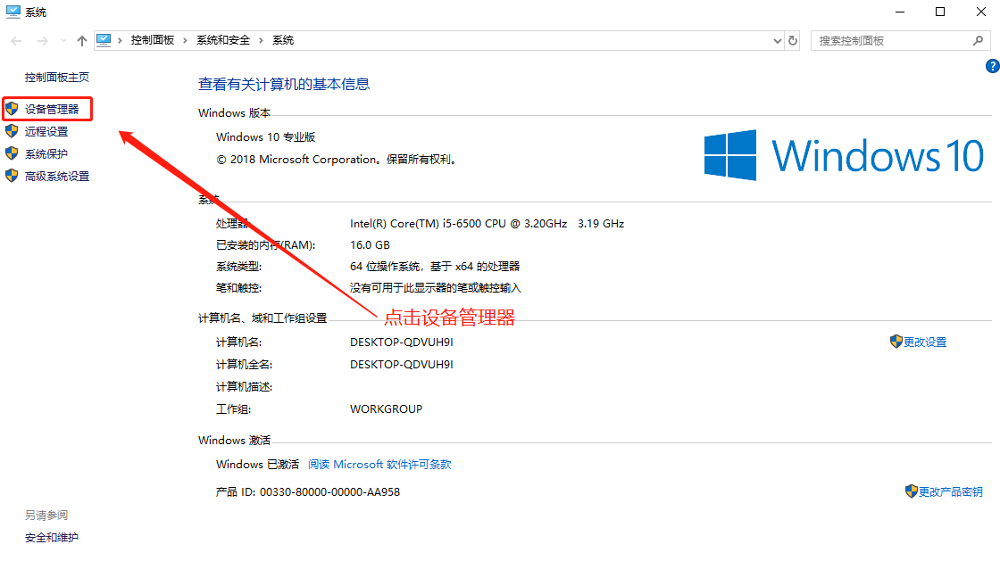 系统
控制面板 > 系统和安全 > 系统
搜索控制面板
控制面板主页
设备管理器
远程设置
系统保护
高级系统设置
查看有关计算机的基本信息
Windows 版本
Windows 10 专业版
© 2018 Microsoft Corporation。保留所有权利。
Windows 10
系统
处理器:
Intel(R) Core(TM) i5-6500 CPU @ 3.20GHz 3.19 GHz
已安装的内存(RAM): 16.0 GB
系统类型: 64 位操作系统，基于 x64 的处理器
笔和触控: 没有可用于此显示器的笔或触控输入
点击设备管理器
计算机名、域和工作组设置
计算机名: DESKTOP-QDVUH9I
更改设置
计算机全名: DESKTOP-QDVUH9I
计算机描述:
工作组: WORKGROUP
Windows 激活
Windows 已激活 阅读 Microsoft 软件许可条款
产品 ID: 00330-80000-00000-AA958
更改产品密钥
另请参阅
安全和维护